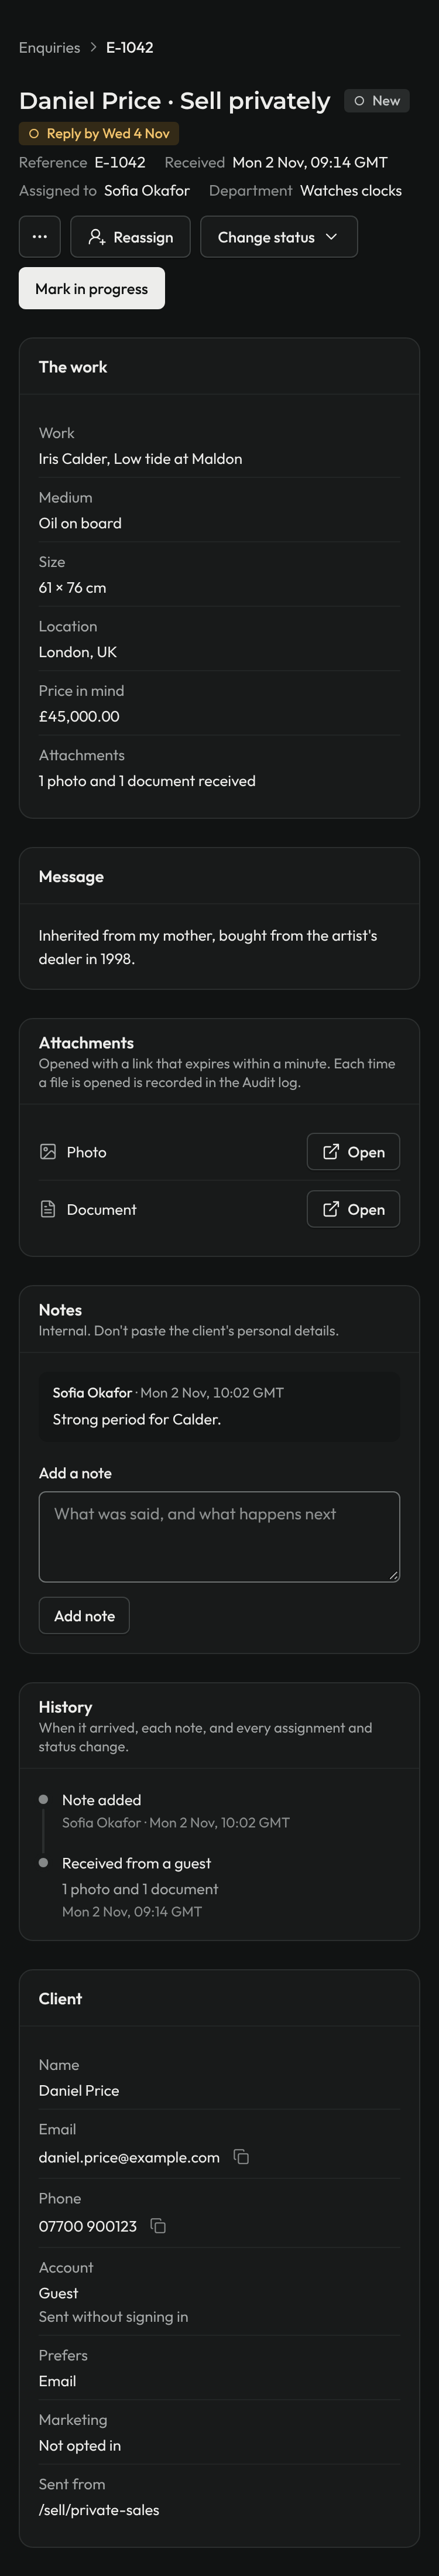 Enquiries > E-1042
Daniel Price · Sell privately
New
Reply by Wed 4 Nov
Reference E-1042 Received Mon 2 Nov, 09:14 GMT
Assigned to Sofia Okafor Department Watches clocks
··· Reassign Change status
Mark in progress
The work
Work
Iris Calder, Low tide at Maldon
Medium
Oil on board
Size
61 × 76 cm
Location
London, UK
Price in mind
£45,000.00
Attachments
1 photo and 1 document received
Message
Inherited from my mother, bought from the artist's
dealer in 1998.
Attachments
Opened with a link that expires within a minute. Each time
a file is opened is recorded in the Audit log.
Photo Open
Document Open
Notes
Internal. Don't paste the client's personal details.
Sofia Okafor · Mon 2 Nov, 10:02 GMT
Strong period for Calder.
Add a note
What was said, and what happens next
Add note
History
When it arrived, each note, and every assignment and
status change.
Note added
Sofia Okafor · Mon 2 Nov, 10:02 GMT
Received from a guest
1 photo and 1 document
Mon 2 Nov, 09:14 GMT
Client
Name
Daniel Price
Email
daniel.price@example.com
Phone
07700 900123
Account
Guest
Sent without signing in
Prefers
Email
Marketing
Not opted in
Sent from
/sell/private-sales